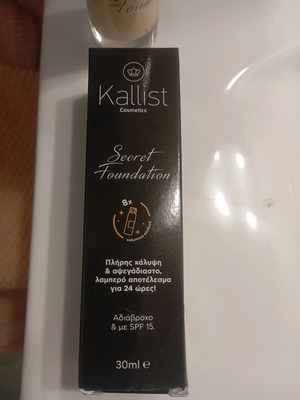 Kallist
Cosmetics
Secret
Foundation
8x
Πλήρης κάλυψη
& αψεγάδιαστο,
λαμπερό αποτέλεσμα
για 24 ώρες!
Αδιάβροχο
& με SPF 15.
30ml e